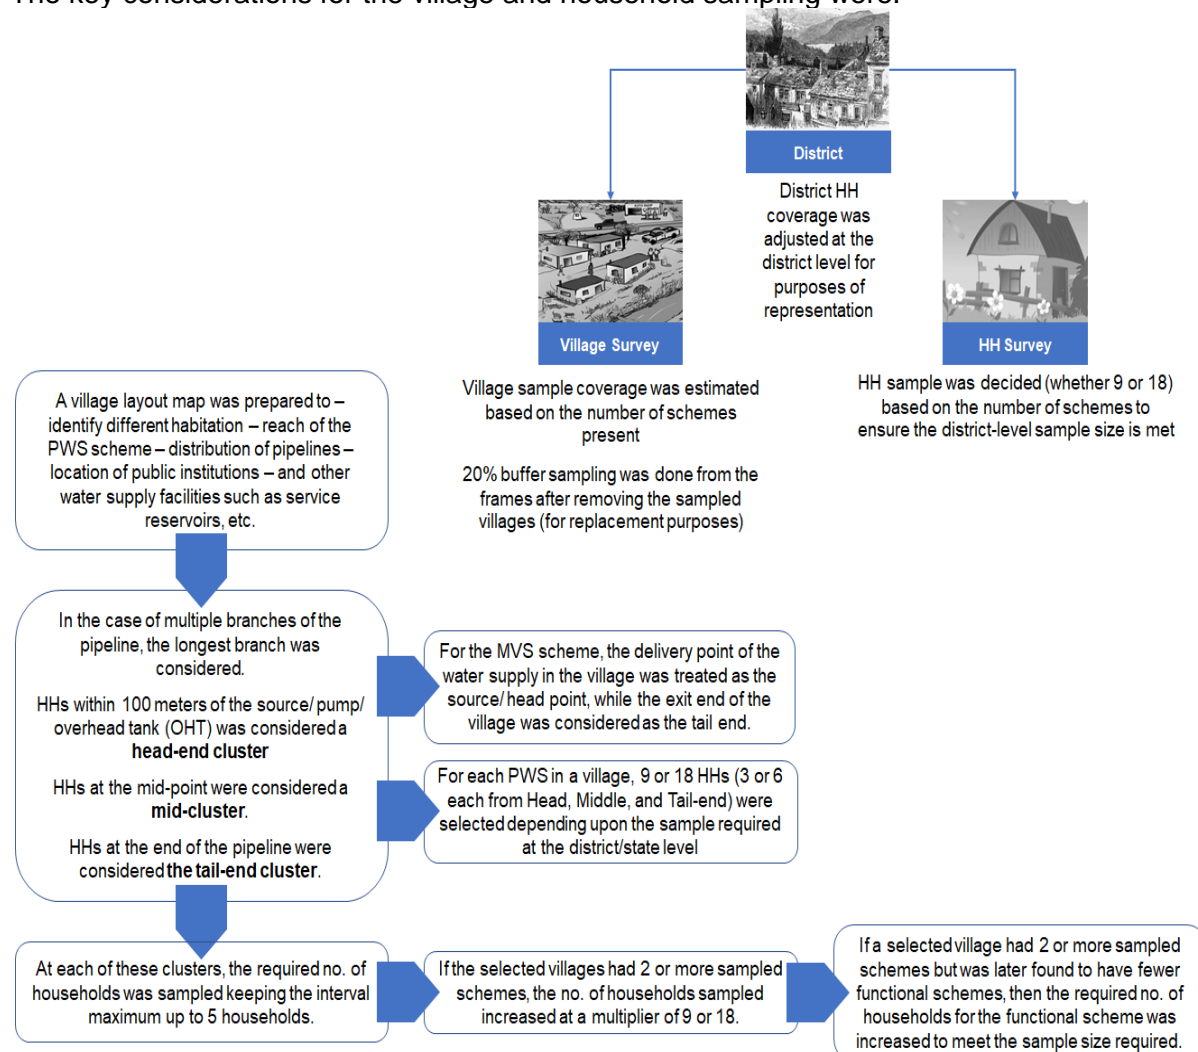 The key considerations for the village and household sampling were:
District
District HH
coverage was
adjusted at the
district level for
purposes of
representation
Village Survey
HH Survey
Village sample coverage was estimated
based on the number of schemes
present
20% buffer sampling was done from the
frames after removing the sampled
villages (for replacement purposes)
HH sample was decided (whether 9 or 18)
based on the number of schemes to
ensure the district-level sample size is met
A village layout map was prepared to –
identify different habitation – reach of the
PWS scheme – distribution of pipelines –
location of public institutions – and other
water supply facilities such as service
reservoirs, etc.
In the case of multiple branches of the
pipeline, the longest branch was
considered.
HHs within 100 meters of the source/ pump/
overhead tank (OHT) was considered a
head-end cluster
HHs at the mid-point were considered a
mid-cluster.
HHs at the end of the pipeline were
considered the tail-end cluster.
For the MVS scheme, the delivery point of the
water supply in the village was treated as the
source/ head point, while the exit end of the
village was considered as the tail end.
For each PWS in a village, 9 or 18 HHs (3 or 6
each from Head, Middle, and Tail-end) were
selected depending upon the sample required
at the district/state level
At each of these clusters, the required no. of
households was sampled keeping the interval
maximum up to 5 households.
If the selected villages had 2 or more sampled
schemes, the no. of households sampled
increased at a multiplier of 9 or 18.
If a selected village had 2 or more sampled
schemes but was later found to have fewer
functional schemes, then the required no. of
households for the functional scheme was
increased to meet the sample size required.